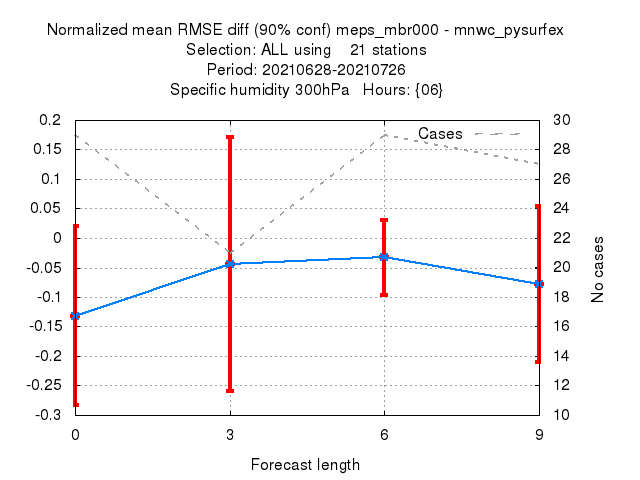 Normalized mean RMSE diff (90% conf) meps_mbr000 - mnwc_pysurfex
Selection: ALL using    21 stations
Period: 20210628-20210726
Specific humidity 300hPa   Hours: {06}
0.2
0.15
0.1
0.05
0
-0.05
-0.1
-0.15
-0.2
-0.25
-0.3
Cases
30
28
26
24
22
20
18
16
14
12
10
No cases
0 3 6 9
Forecast length